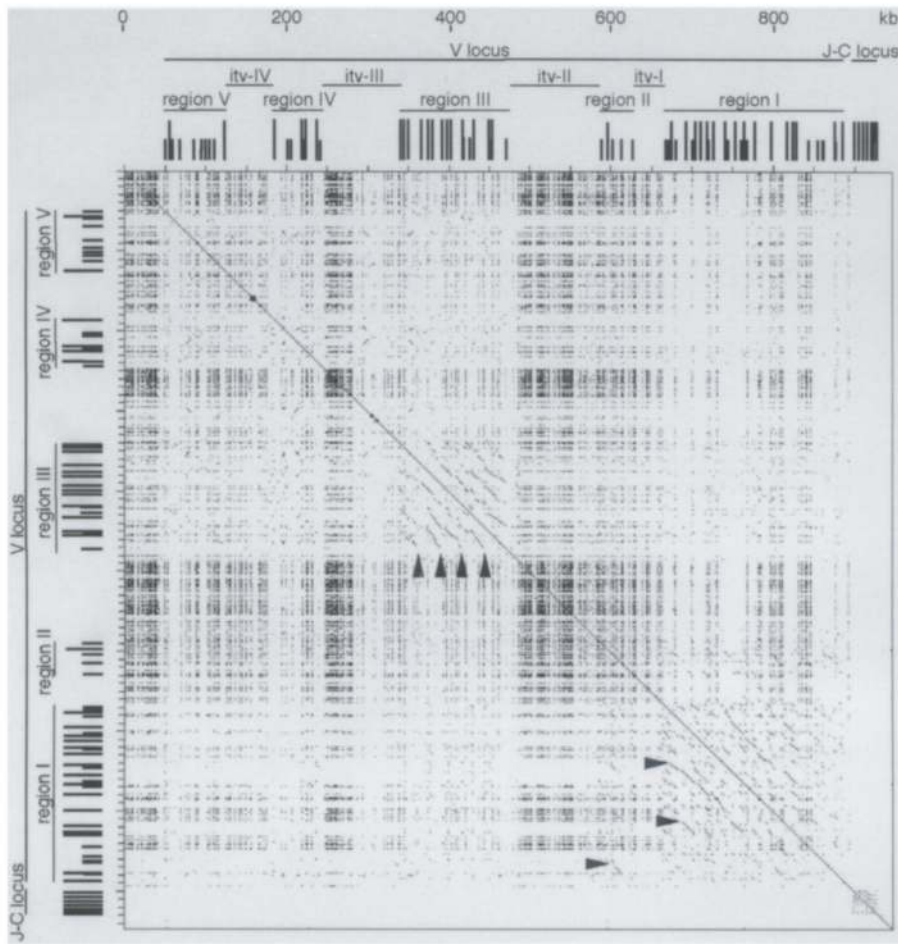 0 200 400 600 800 kb
V locus J-C locus
itv-IV itv-III itv-II itv-I
region V region IV region III region II region I
region V
region IV
region III
region II
region I
V locus
J-C locus